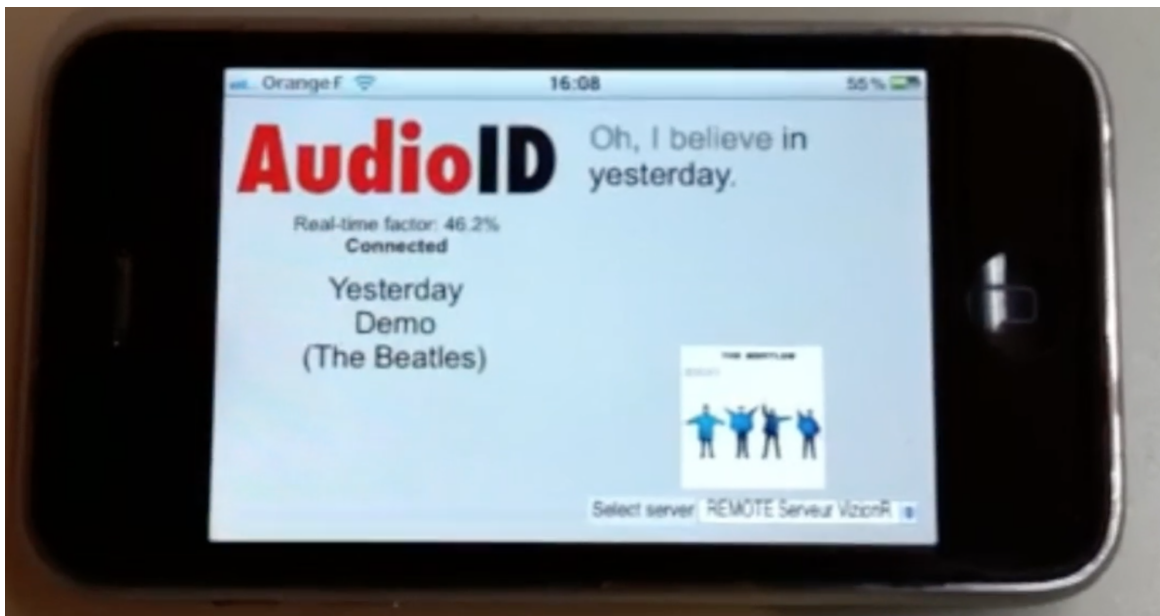 Orange F 16:08 55 %
AudioID
Real-time factor: 46.2%
Connected
Yesterday
Demo
(The Beatles)
Oh, I believe in
yesterday.
THE BEATLES
Select server REMOTE Serveur VizionR